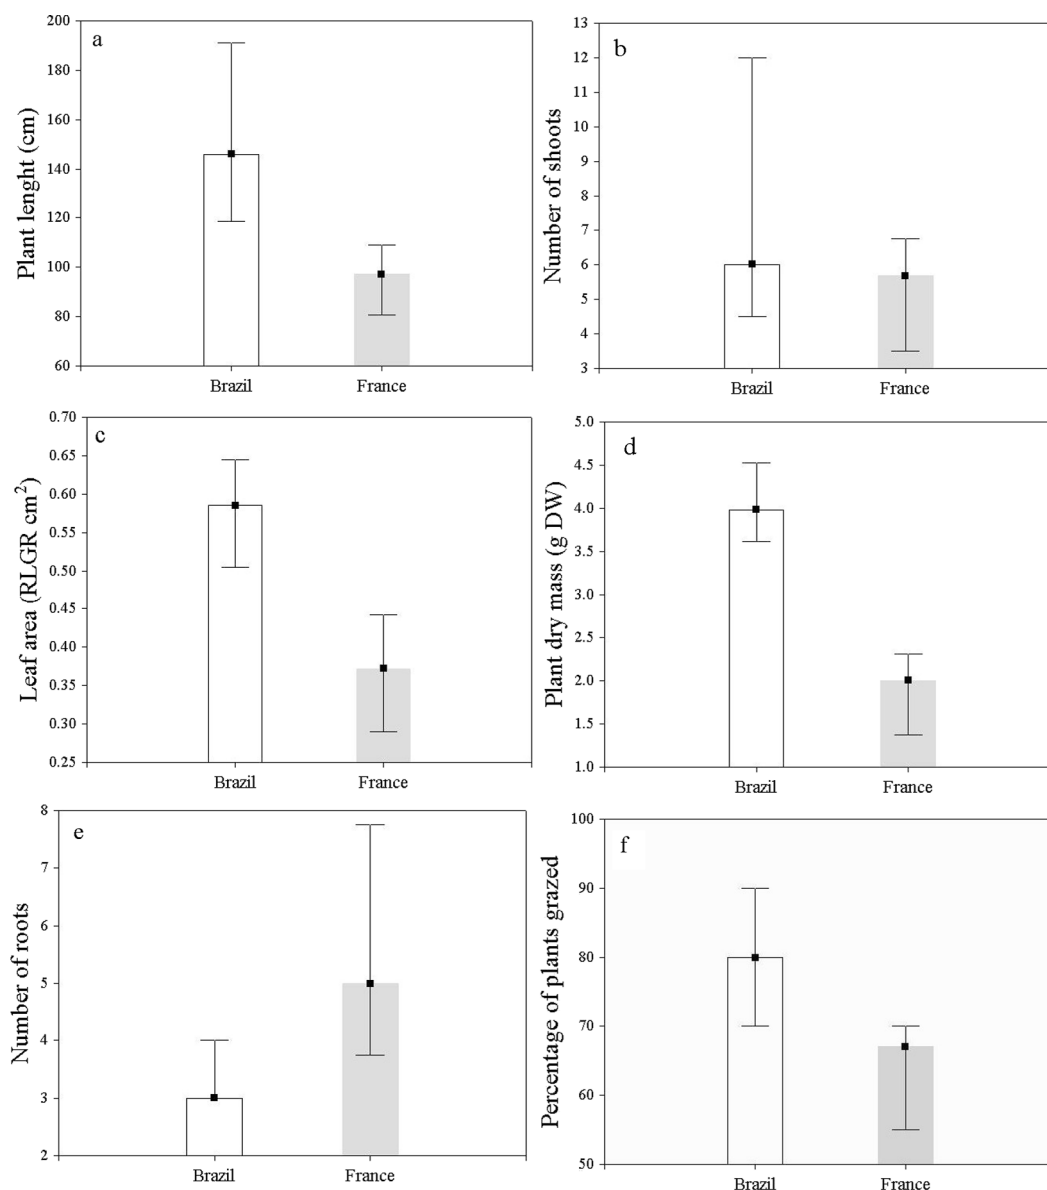 a
Plant lenght (cm)
200
180
160
140
120
100
80
60
Brazil France
b
Number of shoots
13
12
11
10
9
8
7
6
5
4
3
Brazil France
c
Leaf area (RLGR cm²)
0.70
0.65
0.60
0.55
0.50
0.45
0.40
0.35
0.30
0.25
Brazil France
d
Plant dry mass (g DW)
5.0
4.5
4.0
3.5
3.0
2.5
2.0
1.5
1.0
Brazil France
e
Number of roots
8
7
6
5
4
3
2
Brazil France
f
Percentage of plants grazed
100
90
80
70
60
50
Brazil France